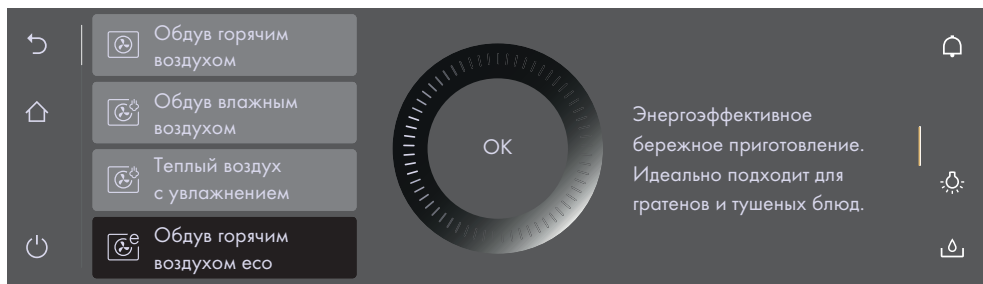 Обдув горячим
воздухом
Обдув влажным
воздухом
Теплый воздух
с увлажнением
e
Обдув горячим
воздухом eco
OK
Энергоэффективное
бережное приготовление.
Идеально подходит для
гратенов и тушеных блюд.